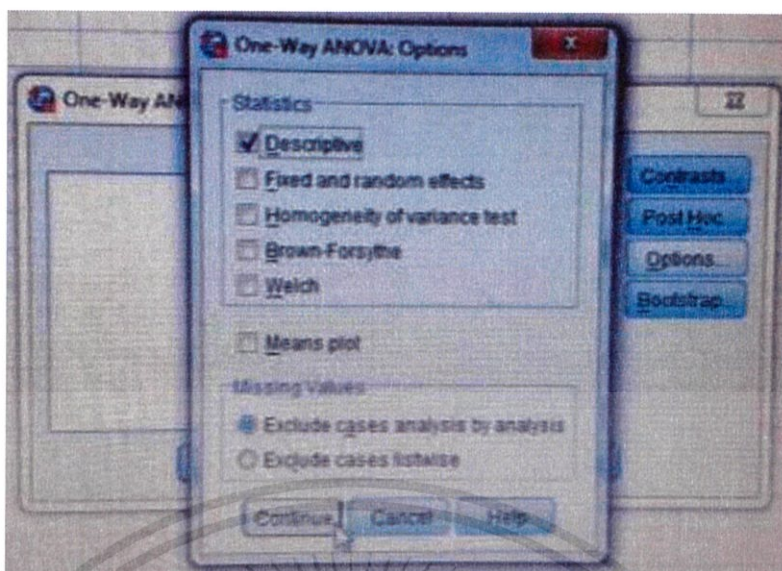 One-Way ANOVA: Options
One-Way AN
Statistics
Descriptive
Fixed and random effects
Homogeneity of variance test
Brown-Forsythe
Welch
Means plot
Missing Values
Exclude cases analysis by analysis
Exclude cases listwise
Continue
Cancel
Help
Contrasts...
Post Hoc...
Options...
Bootstrap...